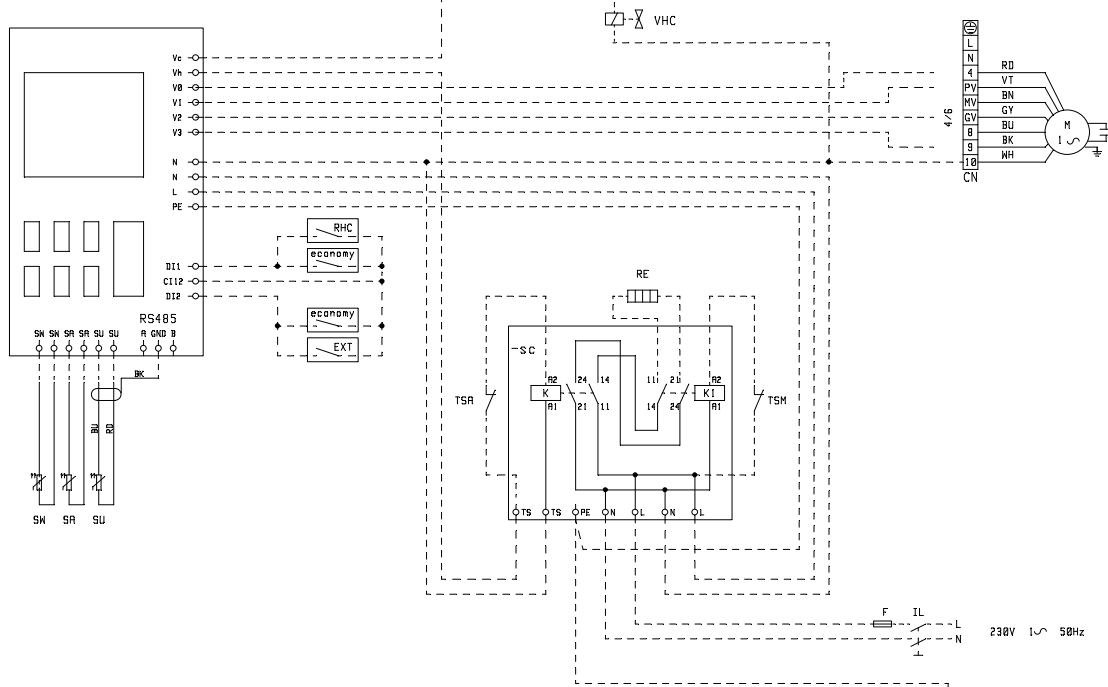 VHC
Vc
Vh
V0
V1
V2
V3
N
N
L
PE
DI1
CI12
DI2
RHC
economy
economy
EXT
RS485
SW SW SA SA SU SU A GND B
BK
BU
RD
SW SA SU
L
N
4
PV
MV
GV
8
9
10
CN
4/6
RD
VT
BN
GY
BU
BK
WH
M
1
RE
SC
TSA
TSM
K
A2
A1
24 14
21 11
11 21
14 24
K1
A2
A1
TS TS PE N L N L
F IL
L
N
230V 1 50Hz